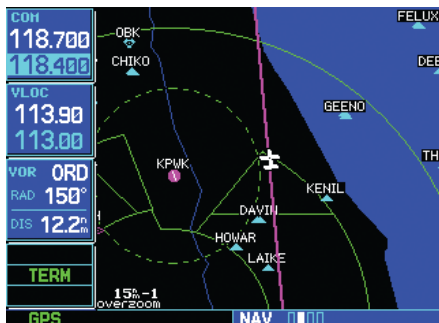 COM
118.700
118.400
VLOC
113.90
113.00
VOR ORD
RAD 150°
DIS 12.2nm
TERM
GPS
OBK
CHIKO
KPWK
FELUX
DEE
GEENO
TH
KENIL
DAVIN
HOWAR
LAIKE
15nm-1
overzoom
NAV